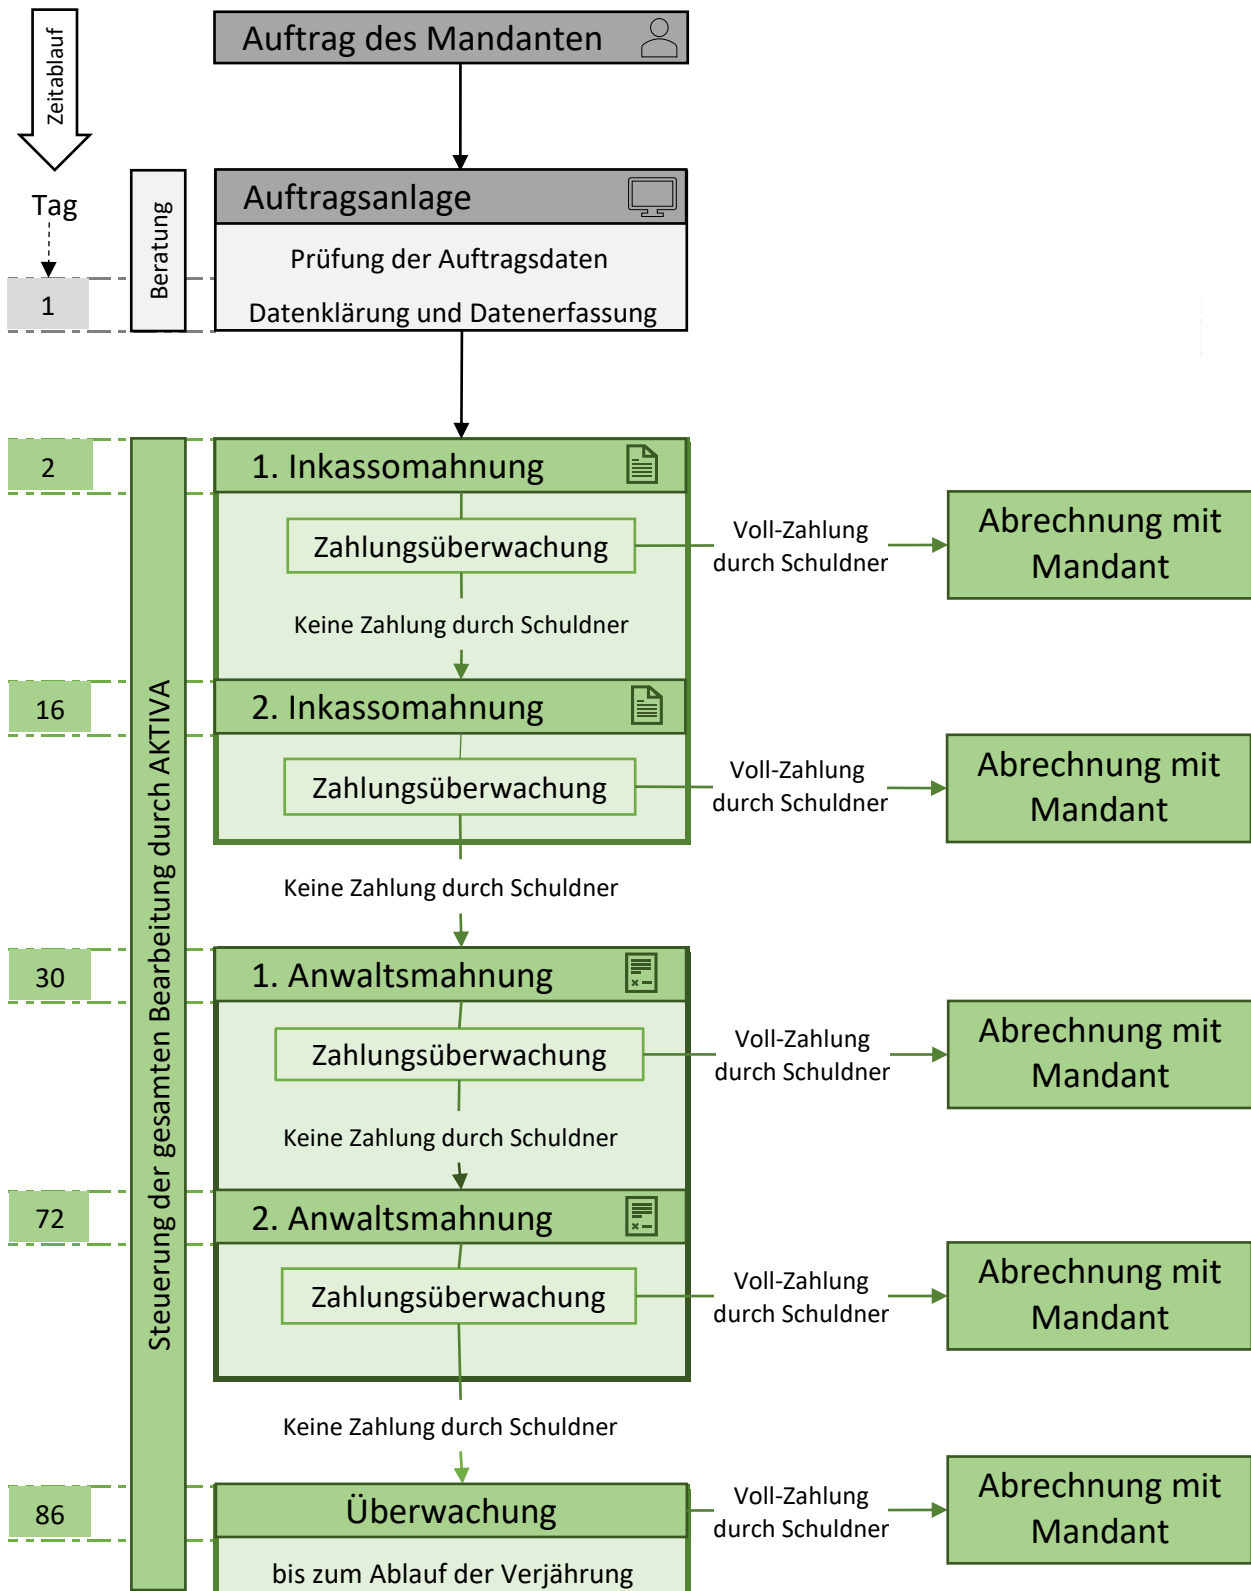 Zeitablauf
Auftrag des Mandanten
Tag
Beratung
Auftragsanlage
Prüfung der Auftragsdaten
1
Datenklärung und Datenerfassung
Steuerung der gesamten Bearbeitung durch AKTIVA
2
1. Inkassomahnung
Zahlungsüberwachung
Voll-Zahlung
durch Schuldner
Abrechnung mit
Mandant
Keine Zahlung durch Schuldner
16
2. Inkassomahnung
Zahlungsüberwachung
Voll-Zahlung
durch Schuldner
Abrechnung mit
Mandant
Keine Zahlung durch Schuldner
30
1. Anwaltsmahnung
Zahlungsüberwachung
Voll-Zahlung
durch Schuldner
Abrechnung mit
Mandant
Keine Zahlung durch Schuldner
72
2. Anwaltsmahnung
Zahlungsüberwachung
Voll-Zahlung
durch Schuldner
Abrechnung mit
Mandant
Keine Zahlung durch Schuldner
86
Überwachung
bis zum Ablauf der Verjährung
Voll-Zahlung
durch Schuldner
Abrechnung mit
Mandant